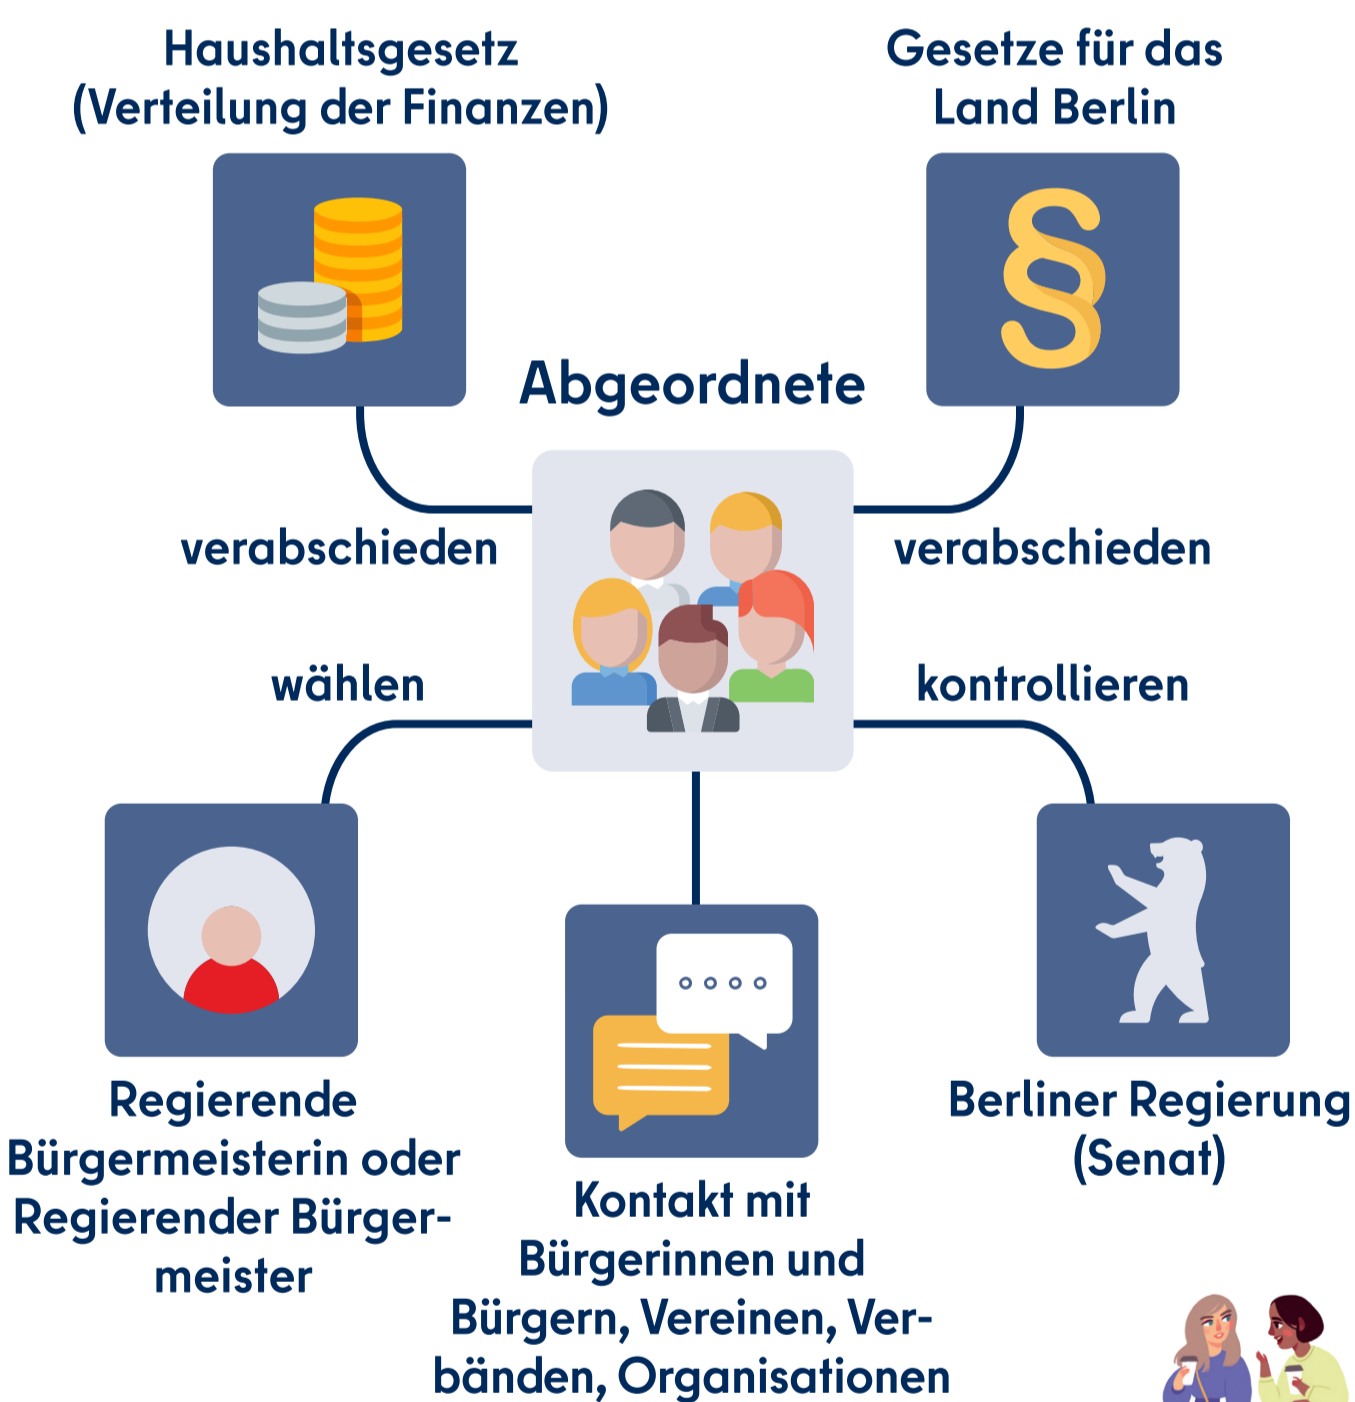 Haushaltsgesetz
(Verteilung der Finanzen)
Gesetze für das
Land Berlin
Abgeordnete
verabschieden
verabschieden
wählen
kontrollieren
Regierende
Bürgermeisterin oder
Regierender Bürger-
meister
Kontakt mit
Bürgerinnen und
Bürgern, Vereinen, Ver-
bänden, Organisationen
Berliner Regierung
(Senat)